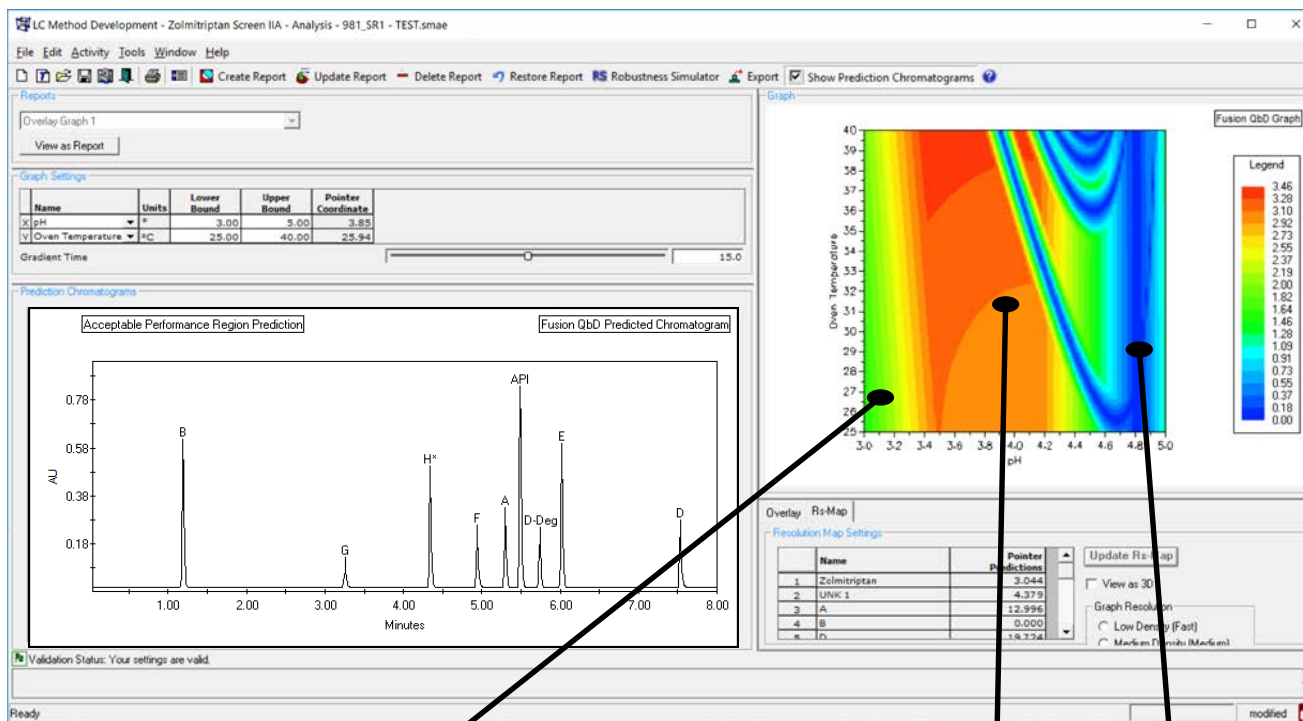 LC Method Development - Zolmitriptan Screen IIA - Analysis - 981_SR1 - TEST.smae
File Edit Activity Tools Window Help
Create Report Update Report Delete Report Restore Report RS Robustness Simulator Export Show Prediction Chromatograms
Reports
Overlay Graph 1
View as Report
Graph Settings
Name Units Lower Bound Upper Bound Pointer Coordinate
X pH * 3.00 5.00 3.85
Y Oven Temperature °C 25.00 40.00 25.94
Gradient Time 15.0
Prediction Chromatograms
Acceptable Performance Region Prediction
Fusion QbD Predicted Chromatogram
AU
0.78
0.58
0.38
0.18
B
G
H*
F
A
API
D-Deg
E
D
1.00 2.00 3.00 4.00 5.00 6.00 7.00 8.00
Minutes
Graph
Fusion QbD Graph
Oven Temperature
40
39
38
37
36
35
34
33
32
31
30
29
28
27
26
25
3.0 3.2 3.4 3.6 3.8 4.0 4.2 4.4 4.6 4.8 5.0
pH
Legend
3.46
3.28
3.10
2.92
2.73
2.55
2.37
2.19
2.00
1.82
1.64
1.46
1.28
1.09
0.91
0.73
0.55
0.37
0.18
0.00
Overlay Rs-Map
Resolution Map Settings
Name Pointer Predictions
1 Zolmitriptan 3.044
2 UNK 1 4.379
3 A 12.996
4 B 0.000
5 D 19.724
Update Rs-Map
View as 3D
Graph Resolution
Low Density (Fast)
Medium Density (Medium)
Validation Status: Your settings are valid.
Ready
modified